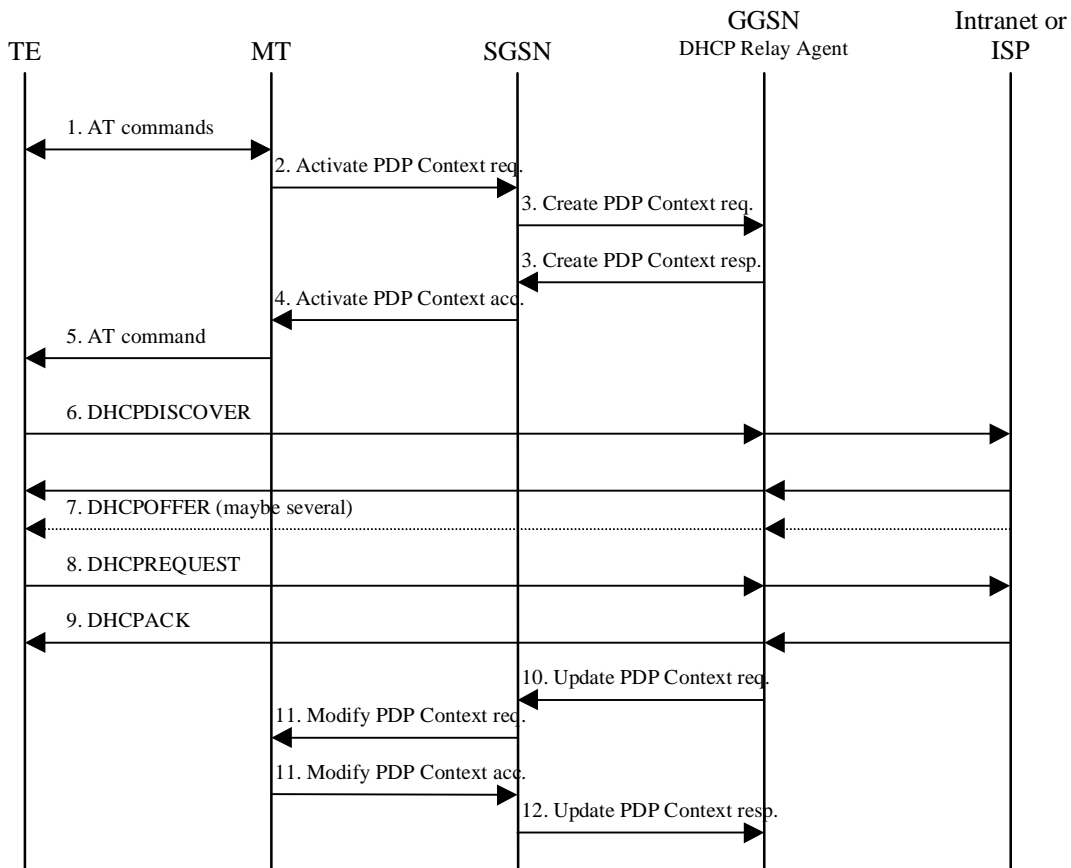 GGSN
Intranet or
TE
MT
SGSN
DHCP Relay Agent
ISP
1. AT commands
2. Activate PDP Context req.
3. Create PDP Context req.
3. Create PDP Context resp.
4. Activate PDP Context acc.
5. AT command
6. DHCPDISCOVER
7. DHCPOFFER (maybe several)
8. DHCPREQUEST
9. DHCPACK
10. Update PDP Context req.
11. Modify PDP Context req.
11. Modify PDP Context acc.
12. Update PDP Context resp.